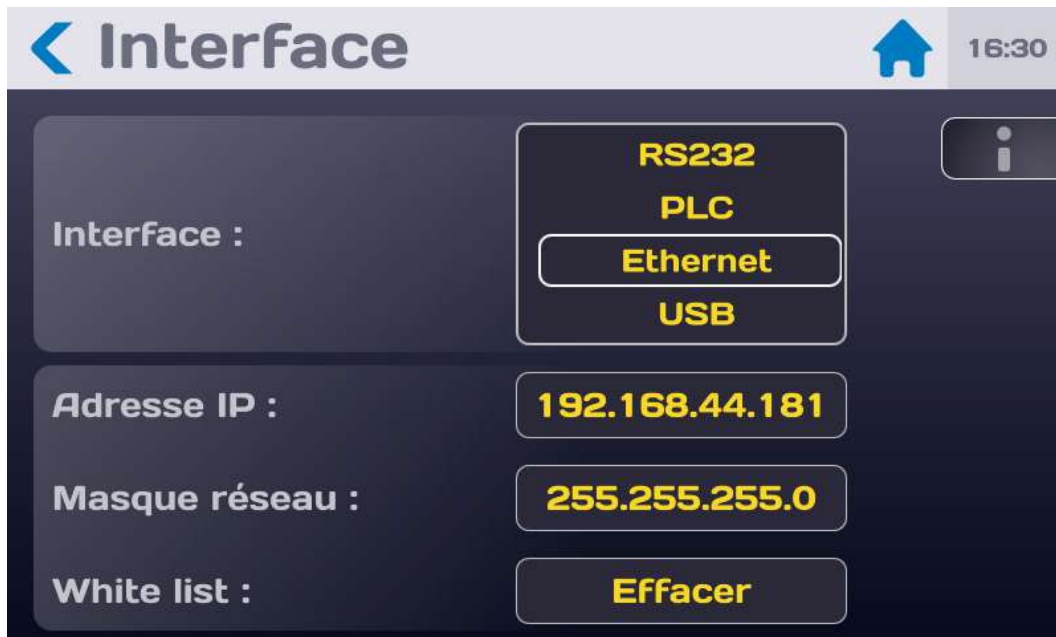 Interface
16:30
Interface :
RS232
PLC
Ethernet
USB
Adresse IP :
192.168.44.181
Masque réseau :
255.255.255.0
White list :
Effacer